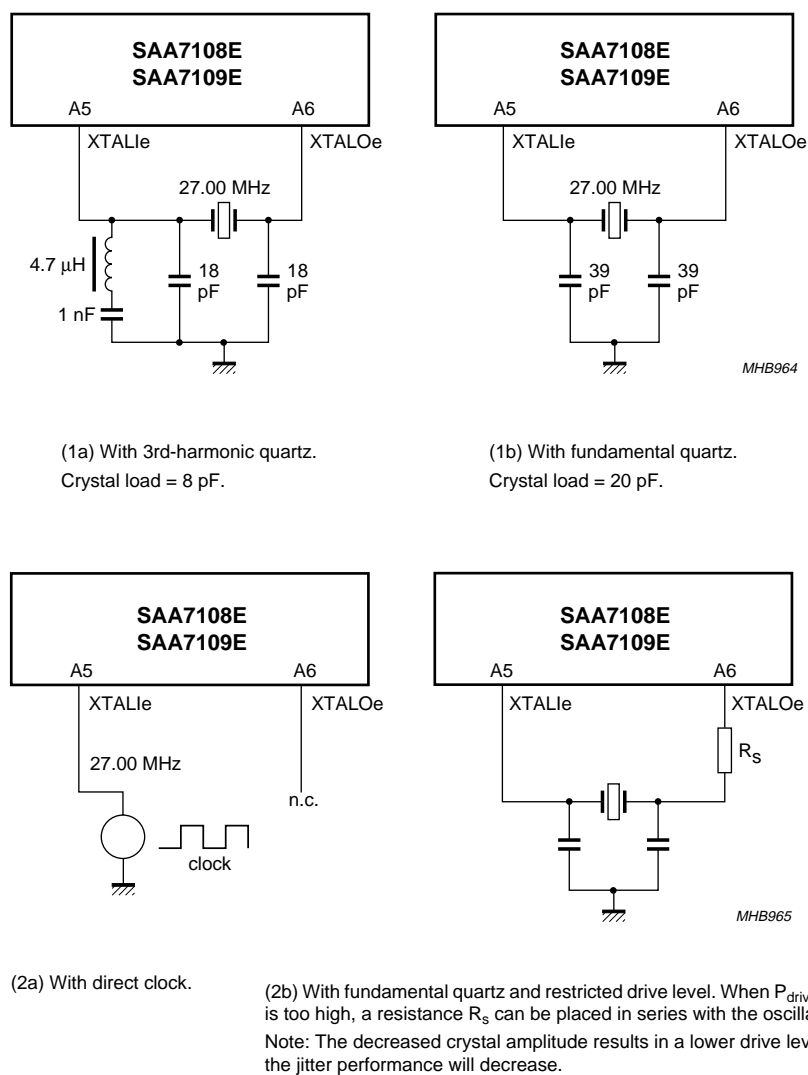 SAA7108E
SAA7109E
A5 A6
XTALIe XTALOe
27.00 MHz
4.7 μH
18
pF
18
pF
1 nF
SAA7108E
SAA7109E
A5 A6
XTALIe XTALOe
27.00 MHz
39
pF
39
pF
MHB964
(1a) With 3rd-harmonic quartz.
Crystal load = 8 pF.
(1b) With fundamental quartz.
Crystal load = 20 pF.
SAA7108E
SAA7109E
A5 A6
XTALIe XTALOe
27.00 MHz
n.c.
clock
SAA7108E
SAA7109E
A5 A6
XTALIe XTALOe
Rs
MHB965
(2a) With direct clock.
(2b) With fundamental quartz and restricted drive level. When Pdriv
is too high, a resistance Rs can be placed in series with the oscilla
Note: The decreased crystal amplitude results in a lower drive lev
the jitter performance will decrease.